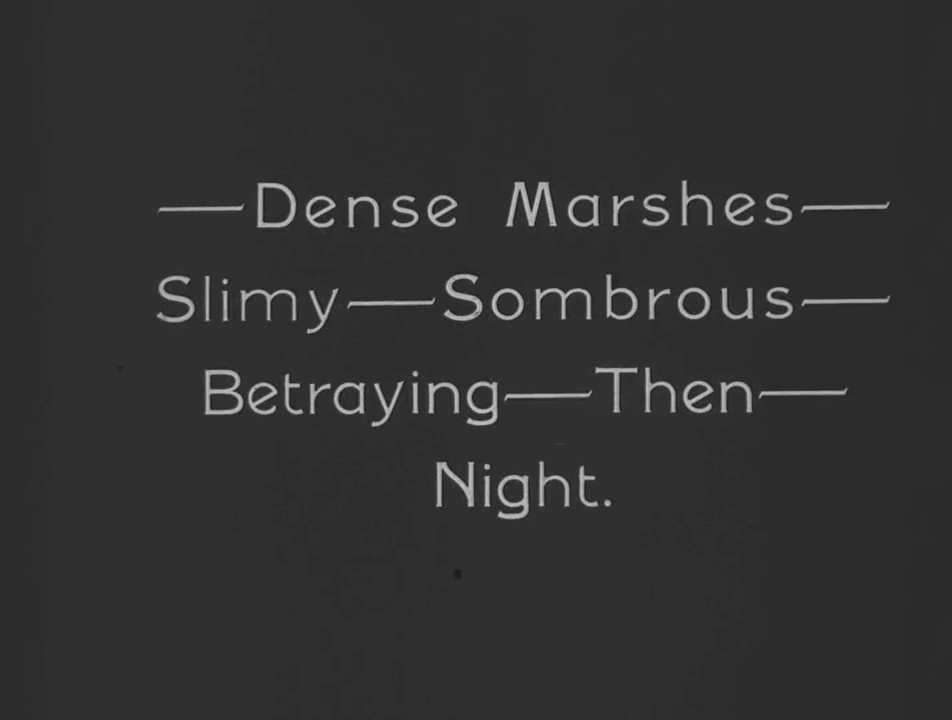 —Dense Marshes—
Slimy—Sombrous—
Betraying—Then—
Night.